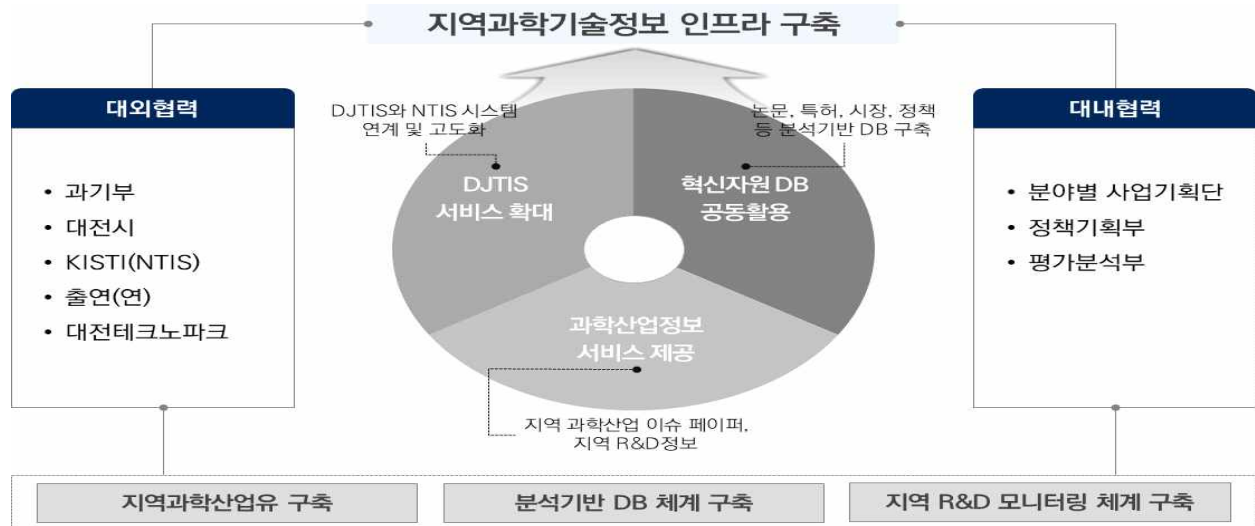 지역과학기술정보 인프라 구축
대외협력
• 과기부
• 대전시
• KISTI(NTIS)
• 출연(연)
• 대전테크노파크
DJTIS와 NTIS 시스템
연계 및 고도화
DJTIS
서비스 확대
논문, 특허, 시장, 정책
등 분석기반 DB 구축
혁신자원 DB
공동활용
과학산업정보
서비스 제공
지역 과학산업 이슈 페이퍼,
지역 R&D정보
대내협력
• 분야별 사업기획단
• 정책기획부
• 평가분석부
지역과학산업유 구축
분석기반 DB 체계 구축
지역 R&D 모니터링 체계 구축